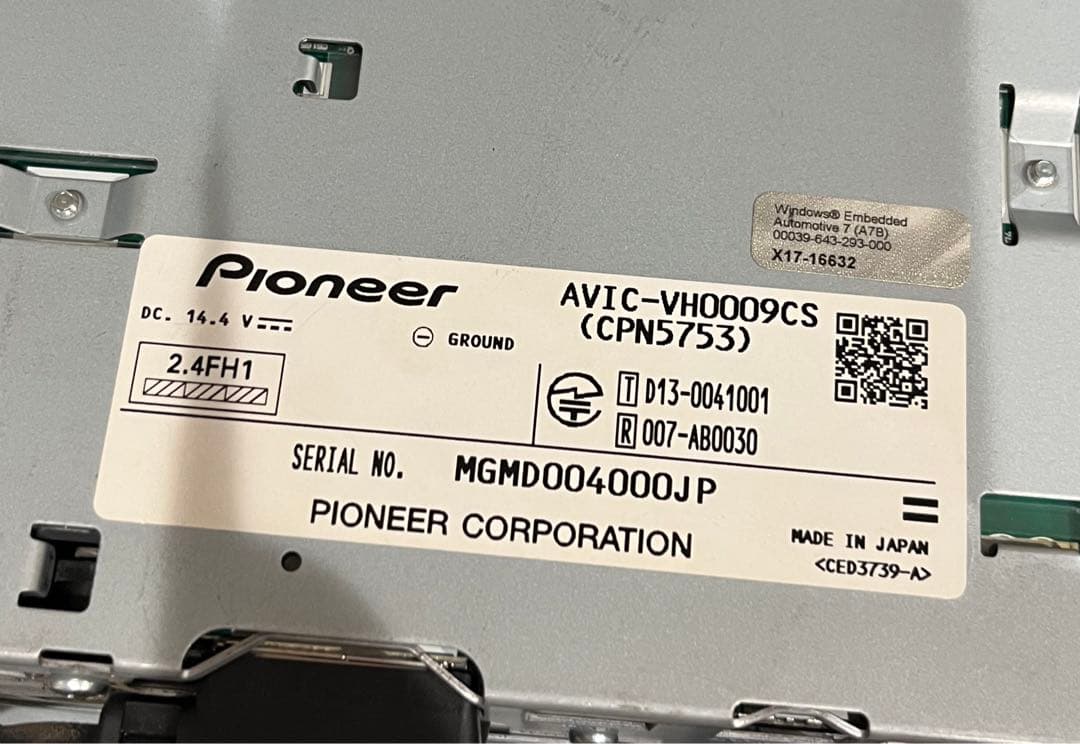 Windows® Embedded
Automotive 7 (A7B)
00039-643-293-000
X17-16632
Pioneer
AVIC-VH0009CS
(CPN5753)
DC. 14.4 V
⊖ GROUND
2.4FH1
T D13-0041001
R 007-AB0030
SERIAL NO. MGMD004000JP
PIONEER CORPORATION
MADE IN JAPAN
<CED3739-A>